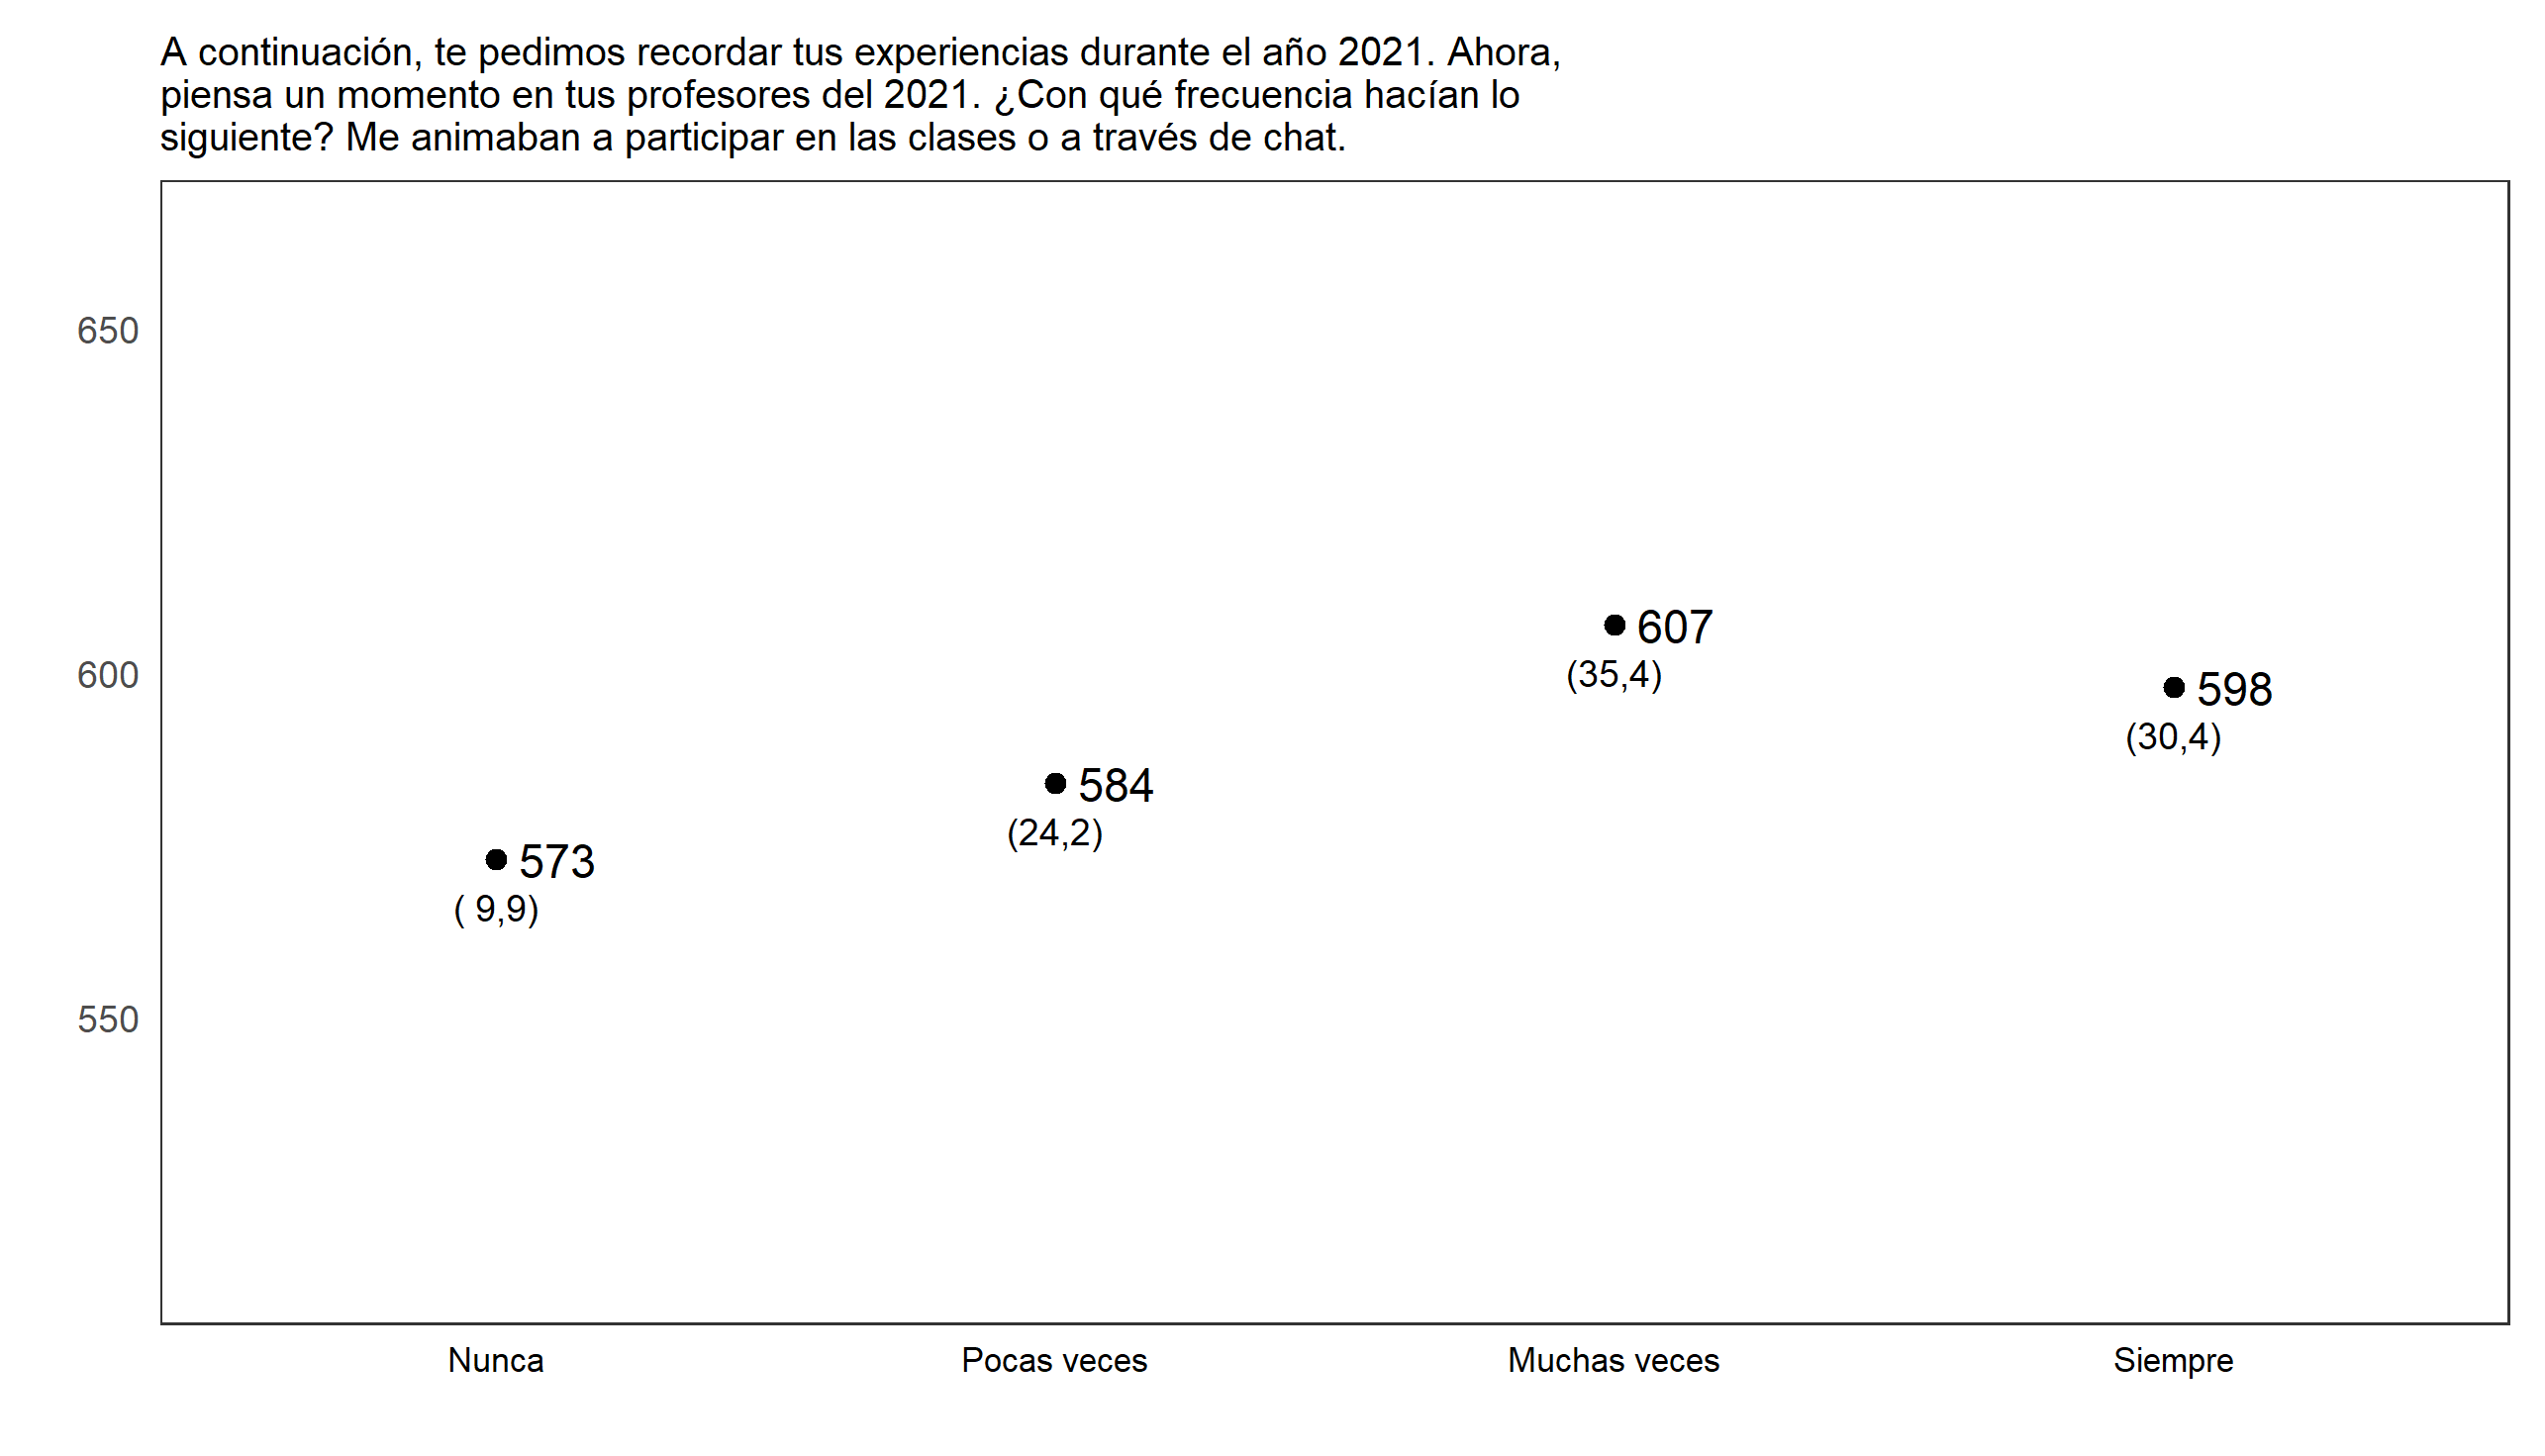 A continuación, te pedimos recordar tus experiencias durante el año 2021. Ahora,
piensa un momento en tus profesores del 2021. ¿Con qué frecuencia hacían lo
siguiente? Me animaban a participar en las clases o a través de chat.
650
600
550
607
(35,4)
598
(30,4)
584
(24,2)
573
( 9,9)
Nunca
Pocas veces
Muchas veces
Siempre